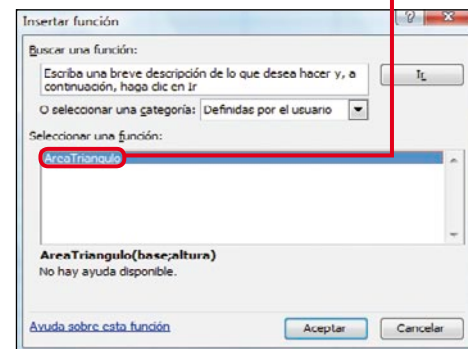 Insertar función
Buscar una función:
Escriba una breve descripción de lo que desea hacer y, a
continuación, haga clic en Ir
Ir
O seleccionar una categoría: Definidas por el usuario
Seleccionar una función:
AreaTriangulo
AreaTriangulo(base;altura)
No hay ayuda disponible.
Ayuda sobre esta función
Aceptar
Cancelar